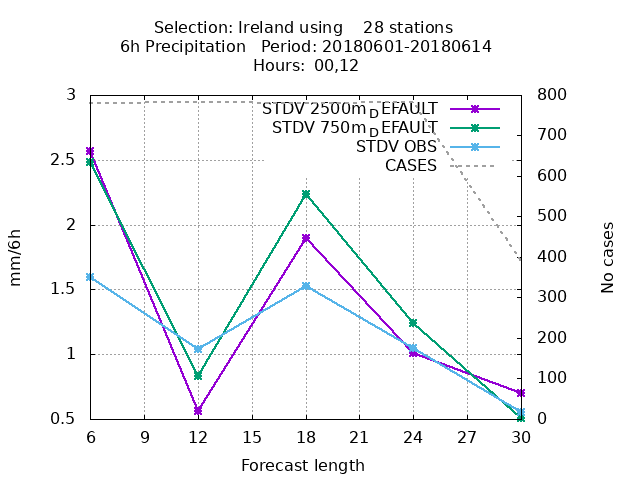 Selection: Ireland using 28 stations
6h Precipitation Period: 20180601-20180614
Hours: 00,12
3 800
STDV 2500m_DEFAULT
STDV 750m_DEFAULT
700
2.5 STDV OBS
CASES
600
2 500
400
mm/6h
No cases
1.5 300
1 200
100
0.5 0
6 9 12 15 18 21 24 27 30
Forecast length